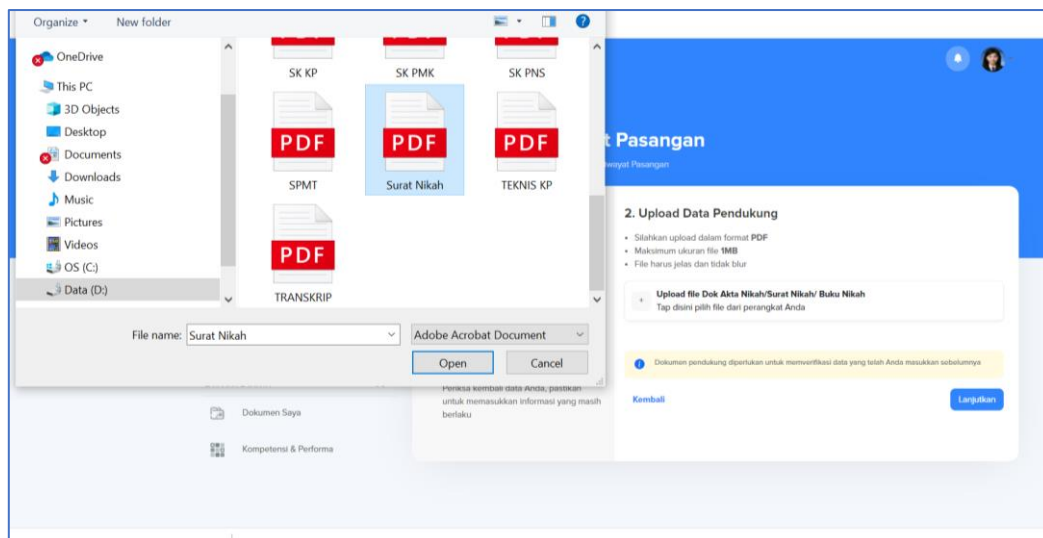 Organize
New folder
?
OneDrive
This PC
3D Objects
Desktop
Documents
Downloads
Music
Pictures
Videos
OS (C:)
Data (D:)
SK KP
SK PMK
SK PNS
PDF
PDF
PDF
SPMT
Surat Nikah
TEKNIS KP
PDF
TRANSKRIP
File name:
Surat Nikah
Adobe Acrobat Document
Open
Cancel
t Pasangan
iwayat Pasangan
2. Upload Data Pendukung
• Silahkan upload dalam format PDF
• Maksimum ukuran file 1MB
• File harus jelas dan tidak blur
+
Upload file Dok Akta Nikah/Surat Nikah/ Buku Nikah
Tap disini pilih file dari perangkat Anda
Dokumen pendukung diperlukan untuk memverifikasi data yang telah Anda masukkan sebelumnya
Kembali
Lanjutkan
Periksa kembali data Anda, pastikan
untuk memasukkan informasi yang masih
berlaku
Dokumen Saya
Kompetensi & Performa